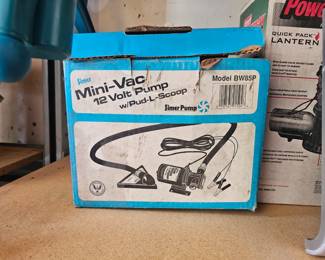 Simer
Mini-Vac
12 Volt Pump
w/Pud-L-Scoop
Model BW85P
Simer Pump
POWE
QUICK PACK
LANTERN